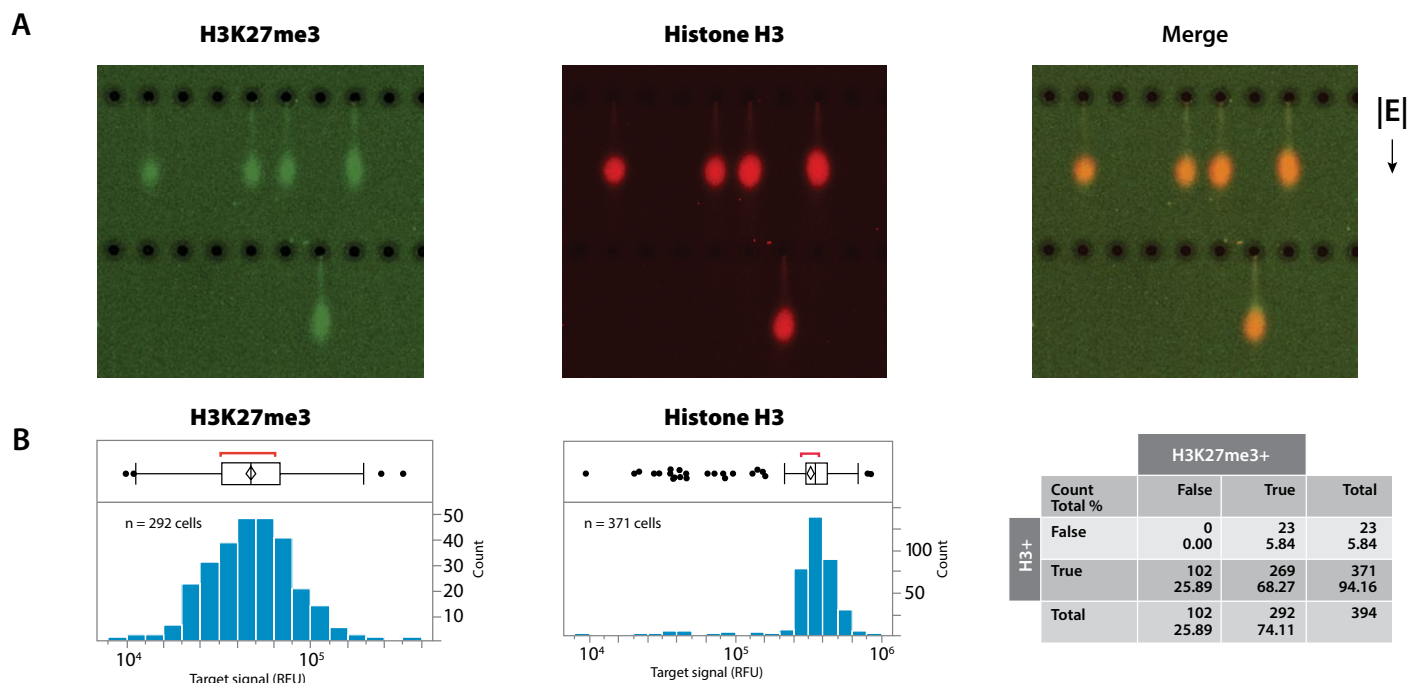 A
H3K27me3
Histone H3
Merge
|E|
B
H3K27me3
n = 292 cells
50
40
30
20
10
Count
10⁴
10⁵
Target signal (RFU)
Histone H3
n = 371 cells
100
50
Count
10⁴
10⁵
10⁶
Target signal (RFU)
H3K27me3+
Count
Total %
False
True
Total
H3+
False
0
0.00
23
5.84
23
5.84
True
102
25.89
269
68.27
371
94.16
Total
102
25.89
292
74.11
394